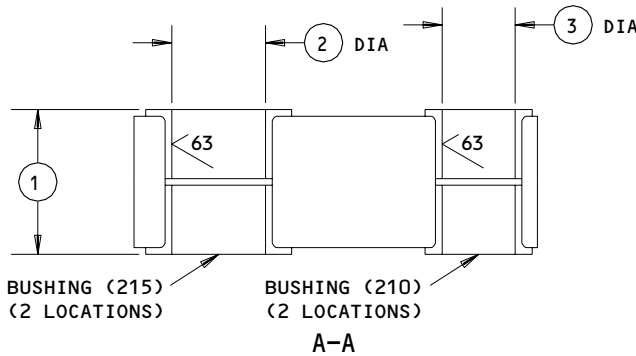 2 DIA
3 DIA
63
63
1
BUSHING (215)
(2 LOCATIONS)
BUSHING (210)
(2 LOCATIONS)
A-A